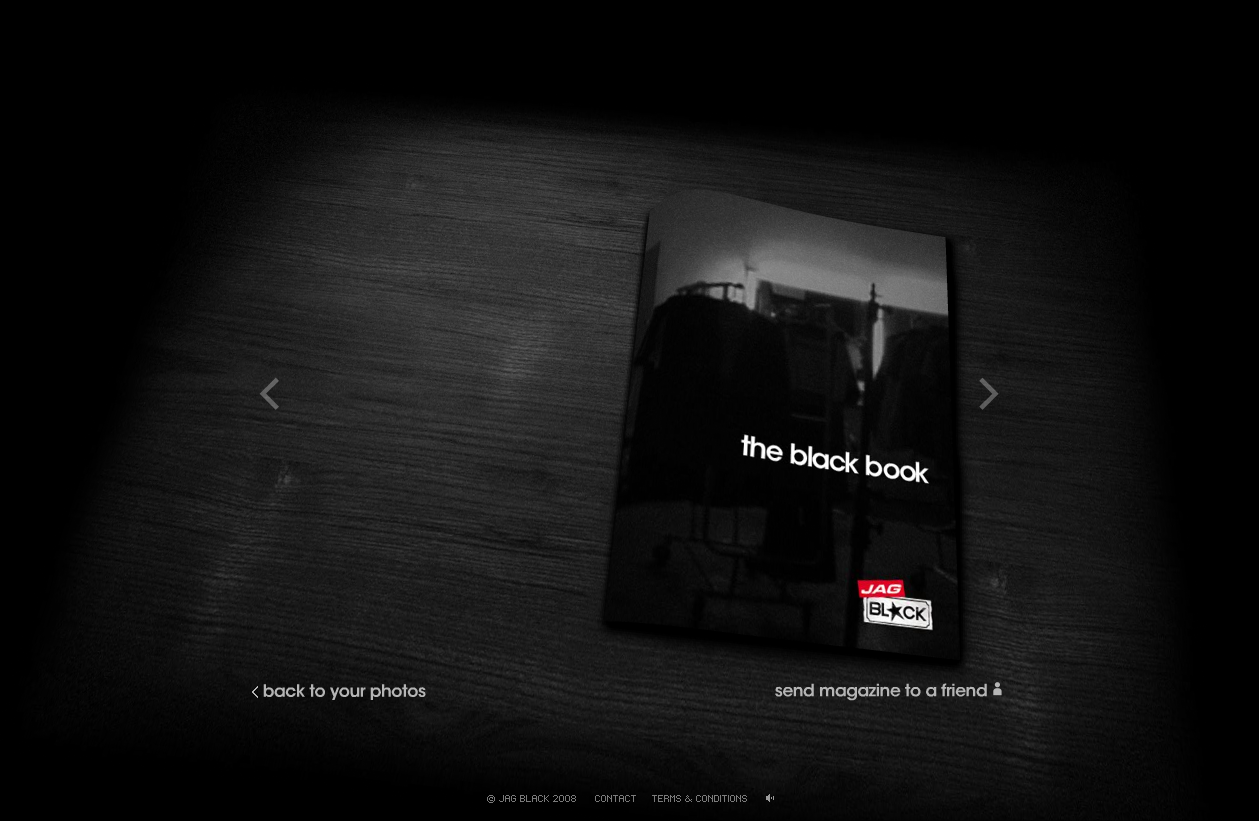 the black book
JAG
BL★CK
back to your photos
send magazine to a friend
© JAG BLACK 2008 CONTACT TERMS & CONDITIONS